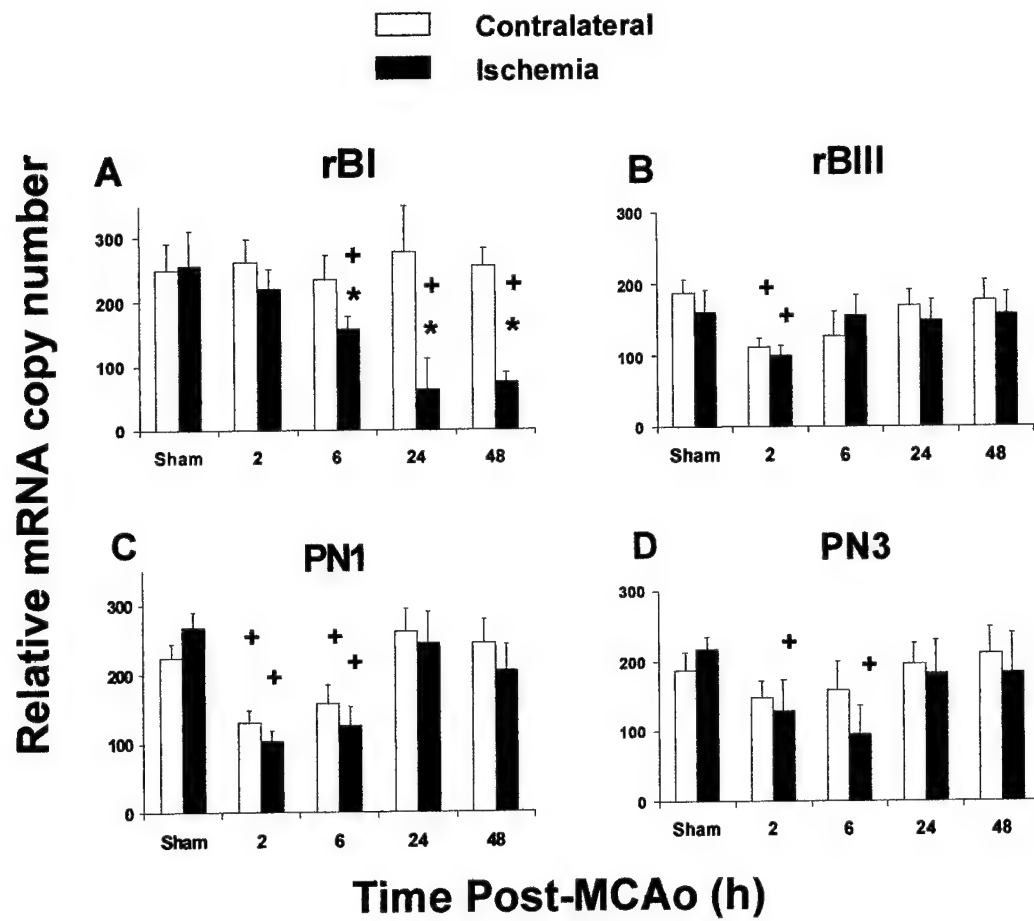 Contralateral
Ischemia
Relative mRNA copy number
A
rBI
300
200
100
0
+
*
+
*
+
*
Sham 2 6 24 48
B
rBIII
300
200
100
0
+
+
Sham 2 6 24 48
C
PN1
300
200
100
0
+
+
+
+
Sham 2 6 24 48
D
PN3
300
200
100
0
+
+
Sham 2 6 24 48
Time Post-MCAo (h)